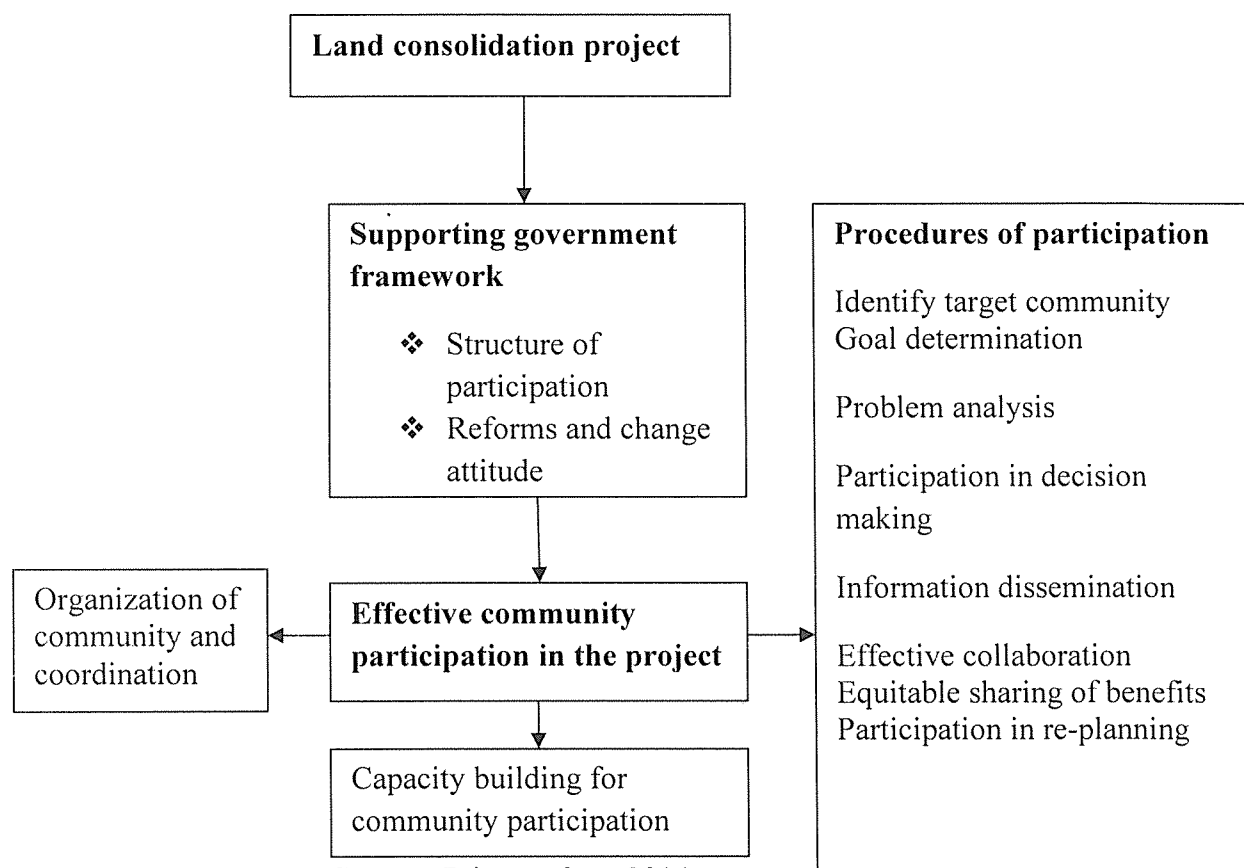 Land consolidation project
Supporting government
framework
❖ Structure of
participation
❖ Reforms and change
attitude
Procedures of participation
Identify target community
Goal determination
Problem analysis
Participation in decision
making
Information dissemination
Effective collaboration
Equitable sharing of benefits
Participation in re-planning
Organization of
community and
coordination
Effective community
participation in the project
Capacity building for
community participation